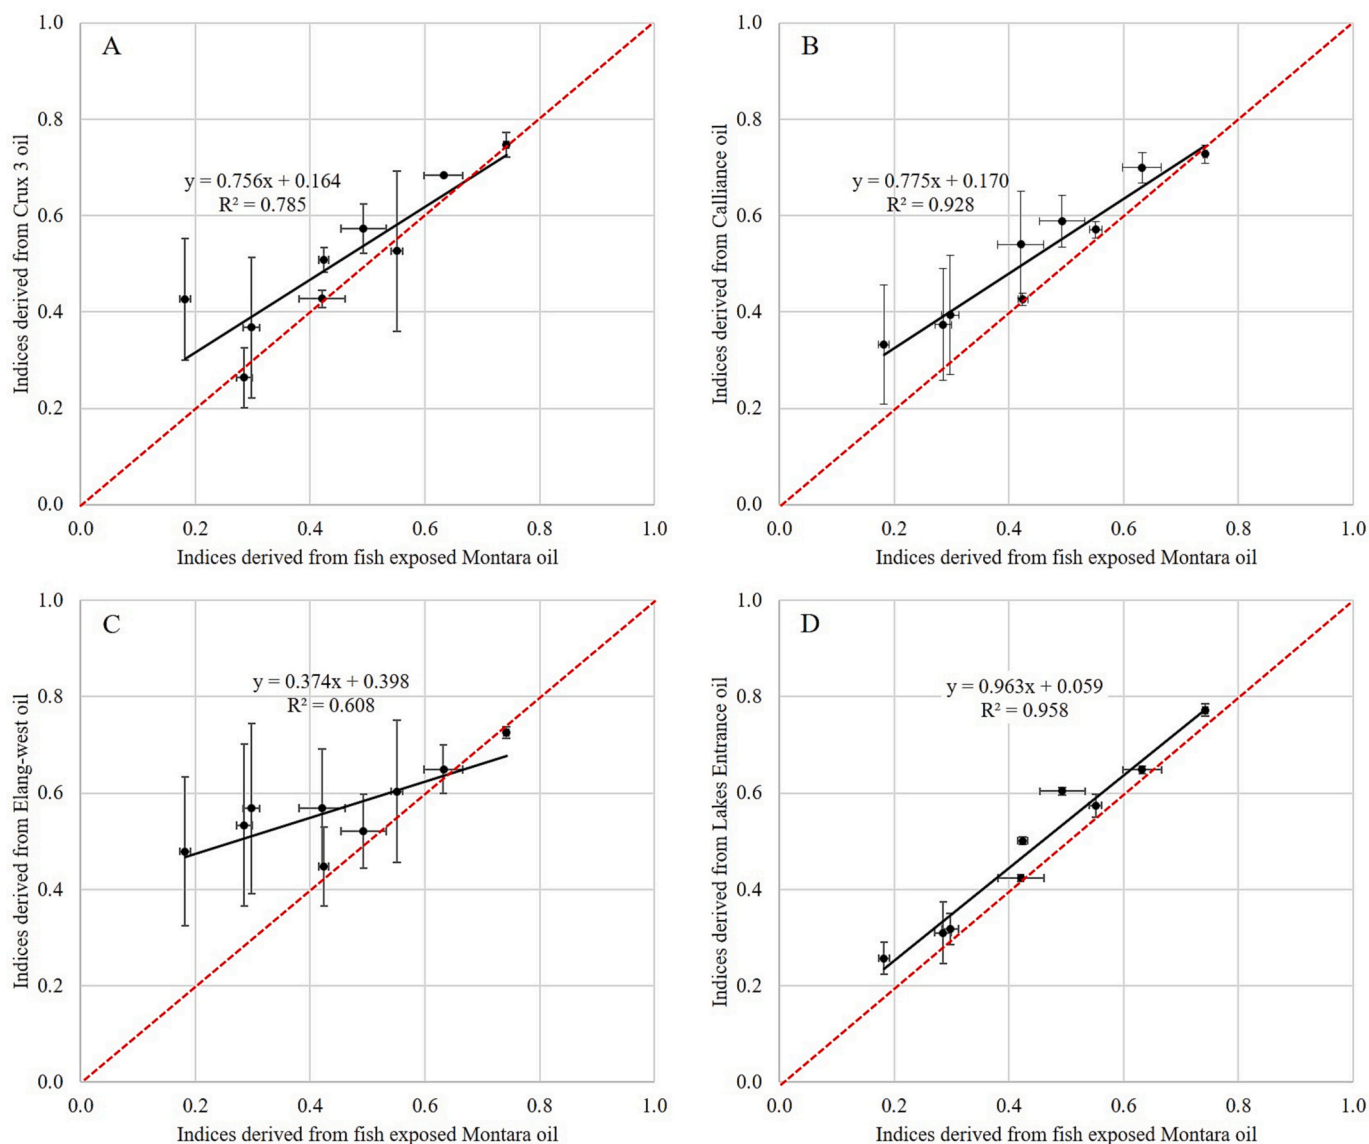 A
1.0
0.8
0.6
0.4
0.2
0.0
Indices derived from Crux 3 oil
y = 0.756x + 0.164
R² = 0.785
0.0 0.2 0.4 0.6 0.8 1.0
Indices derived from fish exposed Montara oil
B
1.0
0.8
0.6
0.4
0.2
0.0
Indices derived from Calliance oil
y = 0.775x + 0.170
R² = 0.928
0.0 0.2 0.4 0.6 0.8 1.0
Indices derived from fish exposed Montara oil
C
1.0
0.8
0.6
0.4
0.2
0.0
Indices derived from Elang-west oil
y = 0.374x + 0.398
R² = 0.608
0.0 0.2 0.4 0.6 0.8 1.0
Indices derived from fish exposed Montara oil
D
1.0
0.8
0.6
0.4
0.2
0.0
Indices derived from Lakes Entrance oil
y = 0.963x + 0.059
R² = 0.958
0.0 0.2 0.4 0.6 0.8 1.0
Indices derived from fish exposed Montara oil